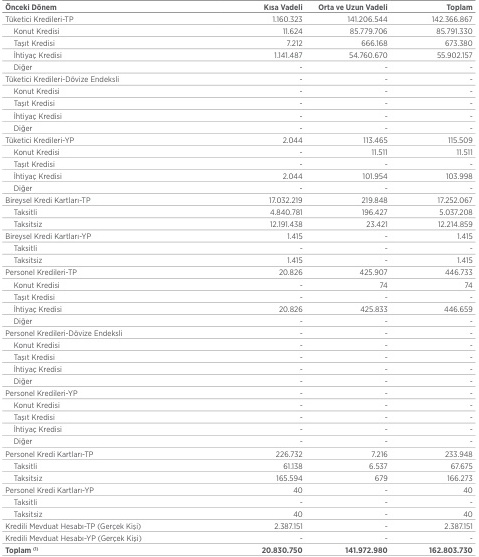 Önceki Dönem Kısa Vadeli Orta ve Uzun Vadeli Toplam
Tüketici Kredileri-TP 1.160.323 141.206.544 142.366.867
Konut Kredisi 11.624 85.779.706 85.791.330
Taşıt Kredisi 7.212 666.168 673.380
İhtiyaç Kredisi 1.141.487 54.760.670 55.902.157
Diğer - - -
Tüketici Kredileri-Dövize Endeksli - - -
Konut Kredisi - - -
Taşıt Kredisi - - -
İhtiyaç Kredisi - - -
Diğer - - -
Tüketici Kredileri-YP 2.044 113.465 115.509
Konut Kredisi - 11.511 11.511
Taşıt Kredisi - - -
İhtiyaç Kredisi 2.044 101.954 103.998
Diğer - - -
Bireysel Kredi Kartları-TP 17.032.219 219.848 17.252.067
Taksitli 4.840.781 196.427 5.037.208
Taksitsiz 12.191.438 23.421 12.214.859
Bireysel Kredi Kartları-YP 1.415 - 1.415
Taksitli - - -
Taksitsiz 1.415 - 1.415
Personel Kredileri-TP 20.826 425.907 446.733
Konut Kredisi - 74 74
Taşıt Kredisi - - -
İhtiyaç Kredisi 20.826 425.833 446.659
Diğer - - -
Personel Kredileri-Dövize Endeksli - - -
Konut Kredisi - - -
Taşıt Kredisi - - -
İhtiyaç Kredisi - - -
Diğer - - -
Personel Kredileri-YP - - -
Konut Kredisi - - -
Taşıt Kredisi - - -
İhtiyaç Kredisi - - -
Diğer - - -
Personel Kredi Kartları-TP 226.732 7.216 233.948
Taksitli 61.138 6.537 67.675
Taksitsiz 165.594 679 166.273
Personel Kredi Kartları-YP 40 - 40
Taksitli - - -
Taksitsiz 40 - 40
Kredili Mevduat Hesabı-TP (Gerçek Kişi) 2.387.151 - 2.387.151
Kredili Mevduat Hesabı-YP (Gerçek Kişi) - - -
Toplam (1) 20.830.750 141.972.980 162.803.730